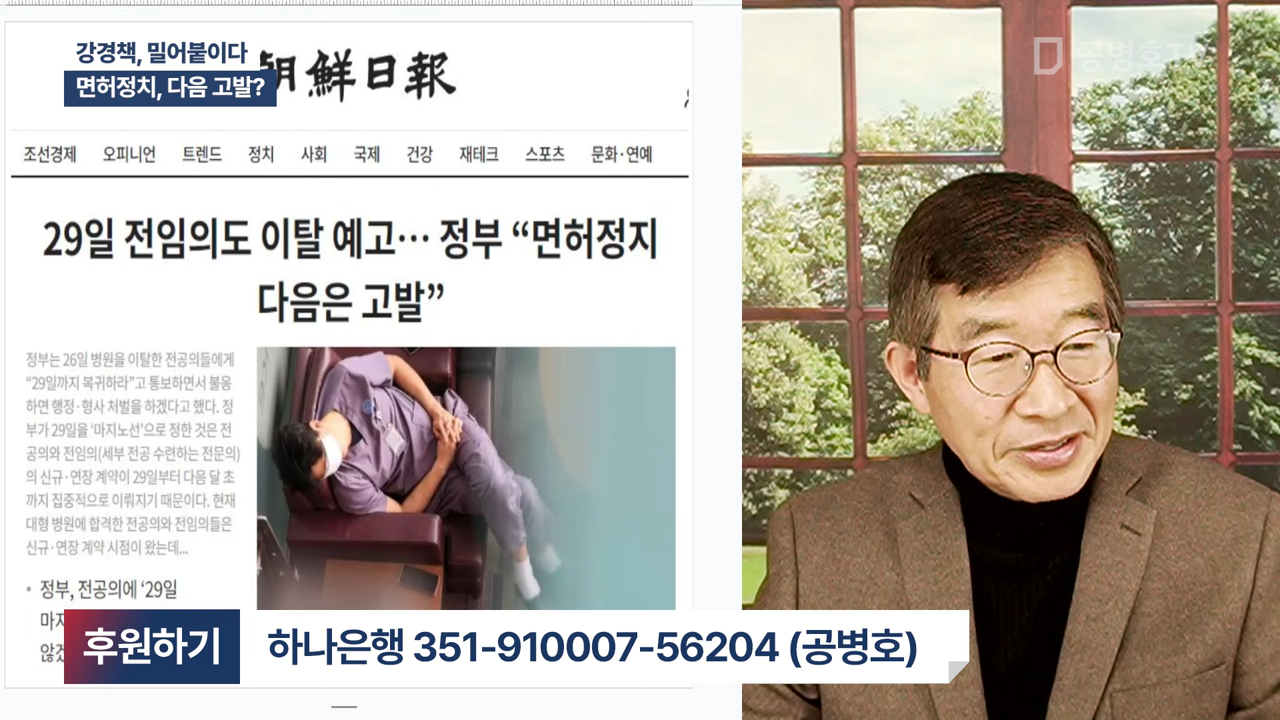 강경책, 밀어붙이다
면허정치, 다음 고발?
朝鮮日報
공병호TV
조선경제 오피니언 트렌드 정치 사회 국제 건강 재테크 스포츠 문화·연예
29일 전임의도 이탈 예고… 정부 “면허정지
다음은 고발”
정부는 26일 병원을 이탈한 전공의들에게
“29일까지 복귀하라”고 통보하면서 불응
하면 행정·형사 처벌을 하겠다고 했다. 정
부가 29일을 ‘마지노선’으로 정한 것은 전
공의와 전임의(세부 전공 수련하는 전문의)
의 신규·연장 계약이 29일부터 다음 달 초
까지 집중적으로 이뤄지기 때문이다. 현재
대형 병원에 합격한 전공의와 전임의들은
신규·연장 계약 시점이 왔는데...
• 정부, 전공의에 ‘29일
후원하기
하나은행 351-910007-56204 (공병호)